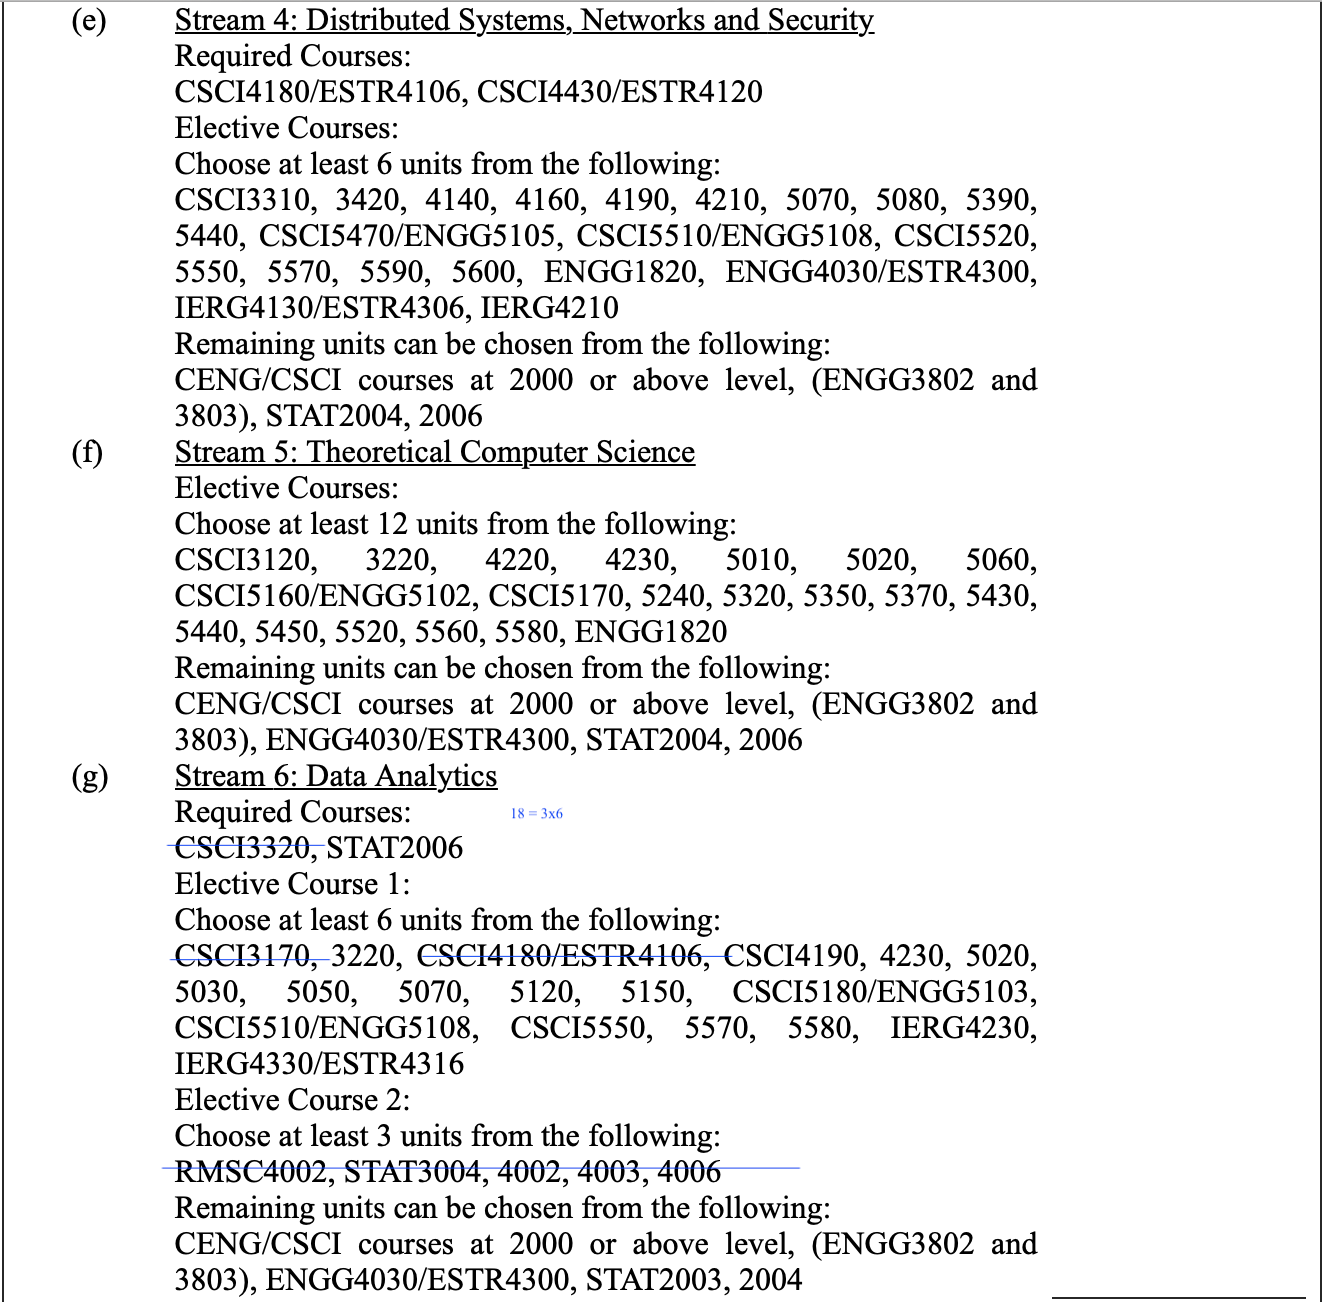 (e) Stream 4: Distributed Systems, Networks and Security
Required Courses:
CSCI4180/ESTR4106, CSCI4430/ESTR4120
Elective Courses:
Choose at least 6 units from the following:
CSCI3310, 3420, 4140, 4160, 4190, 4210, 5070, 5080, 5390,
5440, CSCI5470/ENGG5105, CSCI5510/ENGG5108, CSCI5520,
5550, 5570, 5590, 5600, ENGG1820, ENGG4030/ESTR4300,
IERG4130/ESTR4306, IERG4210
Remaining units can be chosen from the following:
CENG/CSCI courses at 2000 or above level, (ENGG3802 and
3803), STAT2004, 2006
(f) Stream 5: Theoretical Computer Science
Elective Courses:
Choose at least 12 units from the following:
CSCI3120, 3220, 4220, 4230, 5010, 5020, 5060,
CSCI5160/ENGG5102, CSCI5170, 5240, 5320, 5350, 5370, 5430,
5440, 5450, 5520, 5560, 5580, ENGG1820
Remaining units can be chosen from the following:
CENG/CSCI courses at 2000 or above level, (ENGG3802 and
3803), ENGG4030/ESTR4300, STAT2004, 2006
(g) Stream 6: Data Analytics
Required Courses: 18 = 3x6
CSCI3320, STAT2006
Elective Course 1:
Choose at least 6 units from the following:
CSCI3170, 3220, CSCI4180/ESTR4106, CSCI4190, 4230, 5020,
5030, 5050, 5070, 5120, 5150, CSCI5180/ENGG5103,
CSCI5510/ENGG5108, CSCI5550, 5570, 5580, IERG4230,
IERG4330/ESTR4316
Elective Course 2:
Choose at least 3 units from the following:
RMSC4002, STAT3004, 4002, 4003, 4006
Remaining units can be chosen from the following:
CENG/CSCI courses at 2000 or above level, (ENGG3802 and
3803), ENGG4030/ESTR4300, STAT2003, 2004